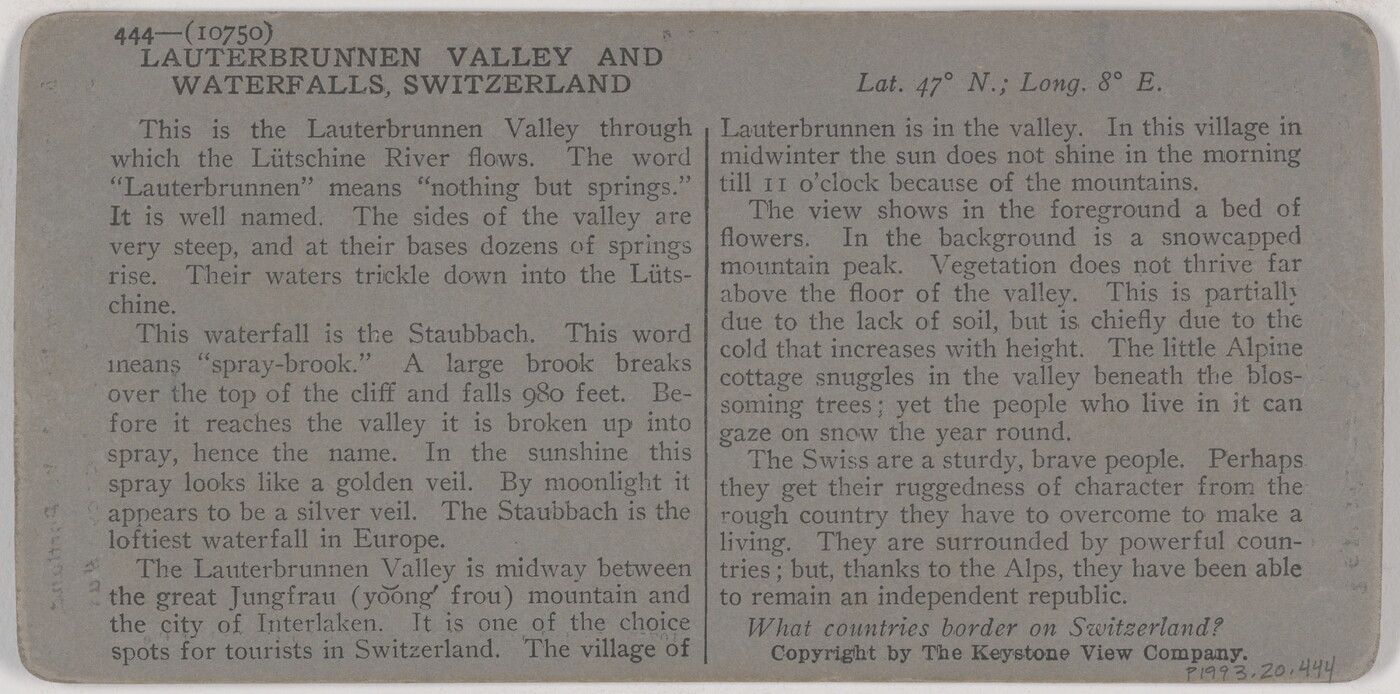 444—(10750)
LAUTERBRUNNEN VALLEY AND
WATERFALLS, SWITZERLAND
Lat. 47° N.; Long. 8° E.
This is the Lauterbrunnen Valley through
which the Lütschine River flows. The word
“Lauterbrunnen” means “nothing but springs.”
It is well named. The sides of the valley are
very steep, and at their bases dozens of springs
rise. Their waters trickle down into the Lüts-
chine.
This waterfall is the Staubbach. This word
means “spray-brook.” A large brook breaks
over the top of the cliff and falls 980 feet. Be-
fore it reaches the valley it is broken up into
spray, hence the name. In the sunshine this
spray looks like a golden veil. By moonlight it
appears to be a silver veil. The Staubbach is the
loftiest waterfall in Europe.
The Lauterbrunnen Valley is midway between
the great Jungfrau (yo͝ong′ frou) mountain and
the city of Interlaken. It is one of the choice
spots for tourists in Switzerland. The village of
Lauterbrunnen is in the valley. In this village in
midwinter the sun does not shine in the morning
till 11 o’clock because of the mountains.
The view shows in the foreground a bed of
flowers. In the background is a snowcapped
mountain peak. Vegetation does not thrive far
above the floor of the valley. This is partially
due to the lack of soil, but is chiefly due to the
cold that increases with height. The little Alpine
cottage snuggles in the valley beneath the blos-
soming trees; yet the people who live in it can
gaze on snow the year round.
The Swiss are a sturdy, brave people. Perhaps
they get their ruggedness of character from the
rough country they have to overcome to make a
living. They are surrounded by powerful coun-
tries; but, thanks to the Alps, they have been able
to remain an independent republic.
What countries border on Switzerland?
Copyright by The Keystone View Company.
P1993.20.444